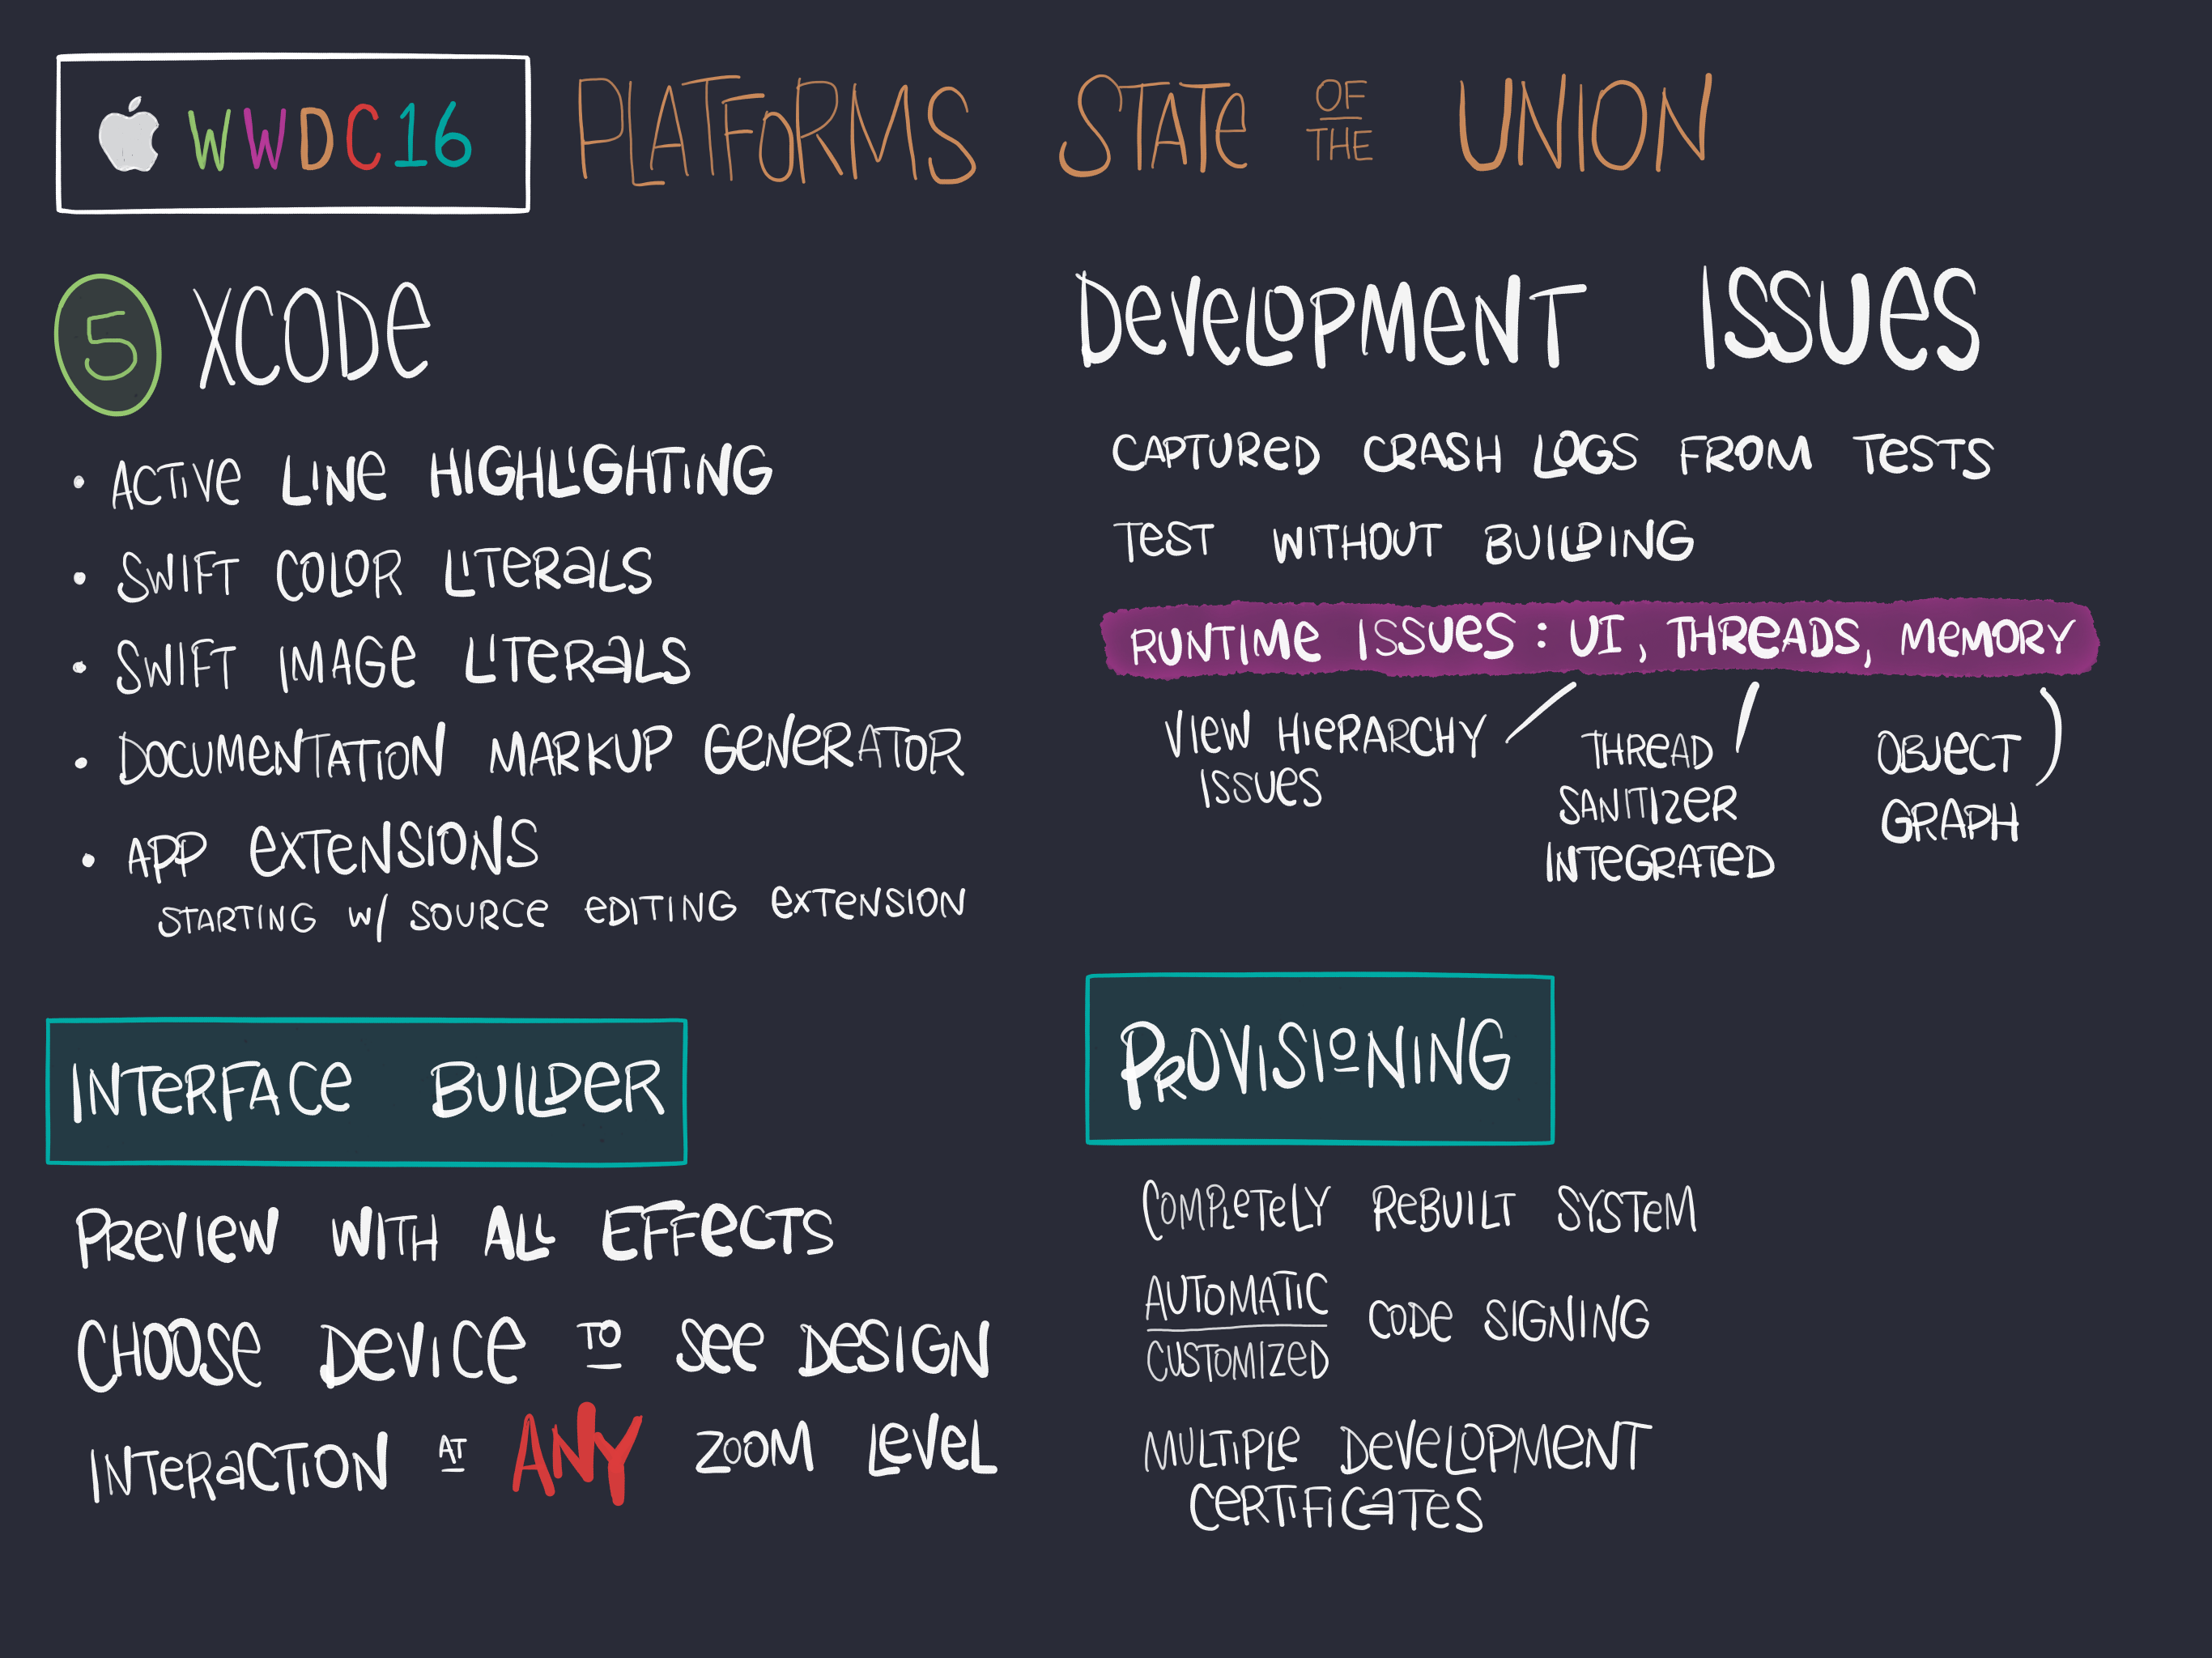 WWDC16 PLATFORMS STATE OF THE UNION
5 XCODE
• ACTIVE LINE HIGHLIGHTING
• SWIFT COLOR LITERALS
• SWIFT IMAGE LITERALS
• DOCUMENTATION MARKUP GENERATOR
• APP EXTENSIONS
STARTING W/ SOURCE EDITING EXTENSION
INTERFACE BUILDER
PREVIEW WITH ALL EFFECTS
CHOOSE DEVICE TO SEE DESIGN
INTERACTION AT ANY ZOOM LEVEL
DEVELOPMENT ISSUES
CAPTURED CRASH LOGS FROM TESTS
TEST WITHOUT BUILDING
RUNTIME ISSUES : UI, THREADS, MEMORY
VIEW HIERARCHY
ISSUES
THREAD
SANITIZER
INTEGRATED
OBJECT
GRAPH
PROVISIONING
COMPLETELY REBUILT SYSTEM
AUTOMATIC
CUSTOMIZED
CODE SIGNING
MULTIPLE DEVELOPMENT
CERTIFICATES